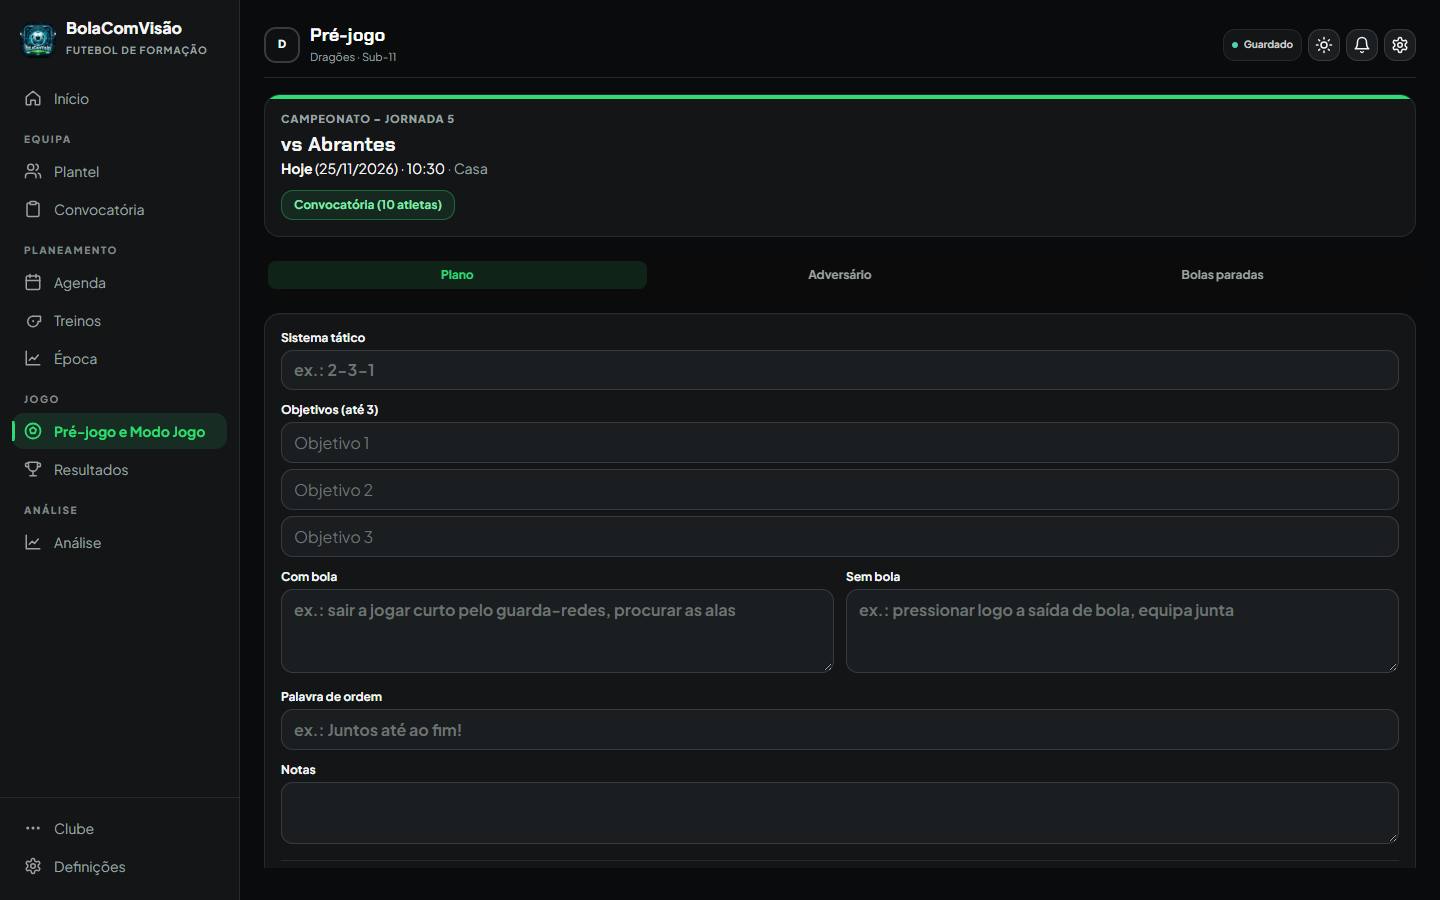 BolaComVisão
FUTEBOL DE FORMAÇÃO
Início
EQUIPA
Plantel
Convocatória
PLANEAMENTO
Agenda
Treinos
Época
JOGO
Pré-jogo e Modo Jogo
Resultados
ANÁLISE
Análise
Clube
Definições
D
Pré-jogo
Dragões · Sub-11
Guardado
CAMPEONATO – JORNADA 5
vs Abrantes
Hoje (25/11/2026) · 10:30 · Casa
Convocatória (10 atletas)
Plano
Adversário
Bolas paradas
Sistema tático
ex.: 2-3-1
Objetivos (até 3)
Objetivo 1
Objetivo 2
Objetivo 3
Com bola
ex.: sair a jogar curto pelo guarda-redes, procurar as alas
Sem bola
ex.: pressionar logo a saída de bola, equipa junta
Palavra de ordem
ex.: Juntos até ao fim!
Notas